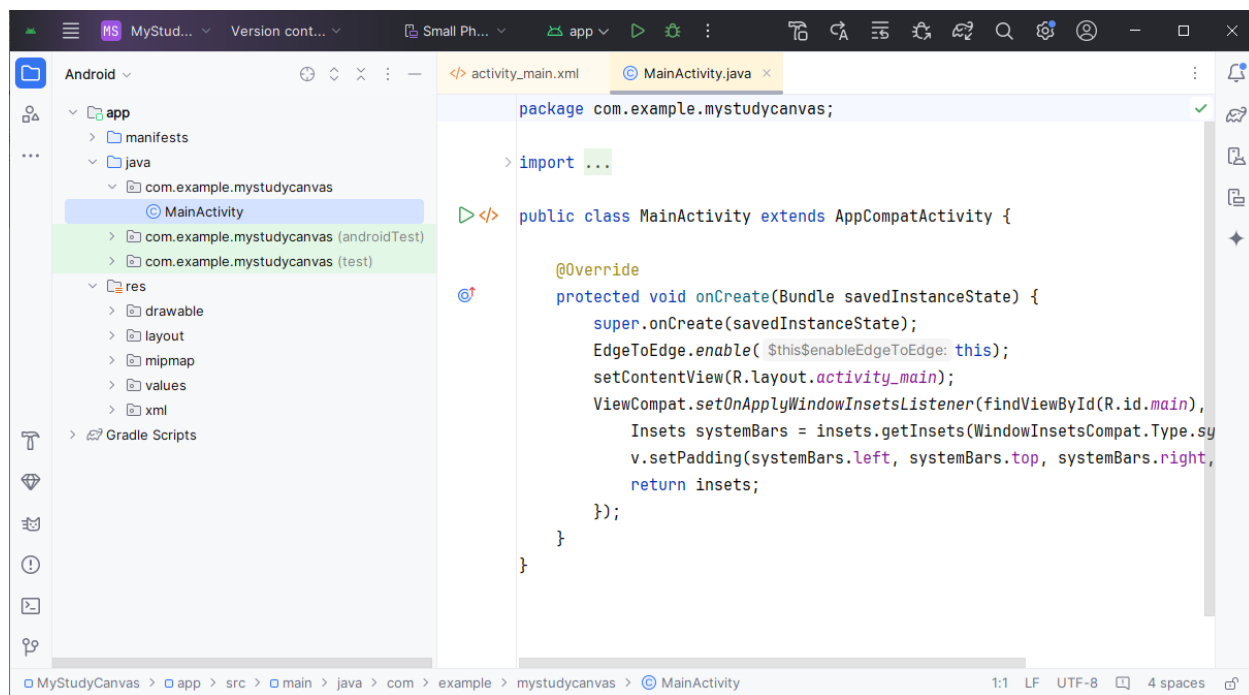 MS MyStud... Version cont... Small Ph... app
Android
activity_main.xml
MainActivity.java
app
manifests
java
com.example.mystudycanvas
MainActivity
com.example.mystudycanvas (androidTest)
com.example.mystudycanvas (test)
res
drawable
layout
mipmap
values
xml
Gradle Scripts
package com.example.mystudycanvas;
import ...
public class MainActivity extends AppCompatActivity {
@Override
protected void onCreate(Bundle savedInstanceState) {
super.onCreate(savedInstanceState);
EdgeToEdge.enable( $this$enableEdgeToEdge: this);
setContentView(R.layout.activity_main);
ViewCompat.setOnApplyWindowInsetsListener(findViewById(R.id.main),
Insets systemBars = insets.getInsets(WindowInsetsCompat.Type.sy
v.setPadding(systemBars.left, systemBars.top, systemBars.right,
return insets;
});
}
}
MyStudyCanvas > app > src > main > java > com > example > mystudycanvas > MainActivity
1:1 LF UTF-8 4 spaces